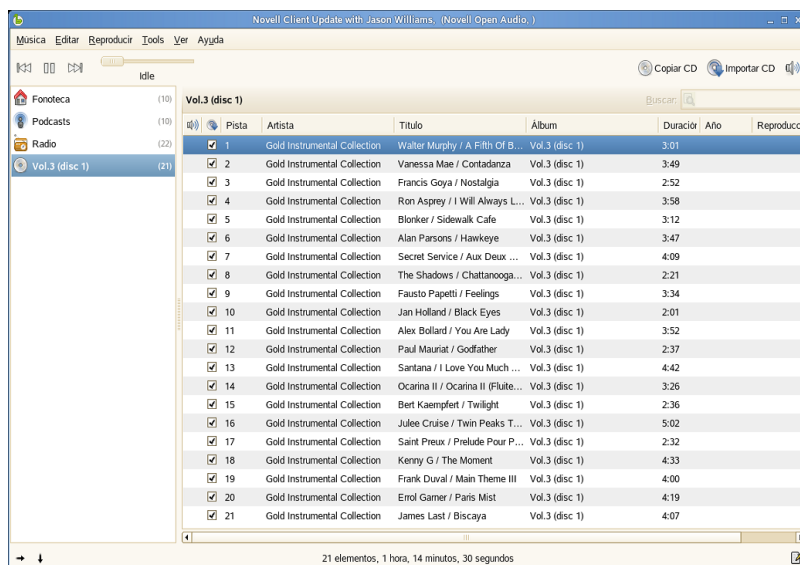 Novell Client Update with Jason Williams,  (Novell Open Audio, )
Música Editar Reproducir Tools Ver Ayuda
Idle Copiar CD Importar CD
Fonoteca (10)
Podcasts (10)
Radio (22)
Vol.3 (disc 1) (21)
Vol.3 (disc 1) Buscar:
Pista Artista Título Álbum Duración Año Reproducc
1 Gold Instrumental Collection Walter Murphy / A Fifth Of B... Vol.3 (disc 1) 3:01
2 Gold Instrumental Collection Vanessa Mae / Contadanza Vol.3 (disc 1) 3:49
3 Gold Instrumental Collection Francis Goya / Nostalgia Vol.3 (disc 1) 2:52
4 Gold Instrumental Collection Ron Asprey / I Will Always L... Vol.3 (disc 1) 3:58
5 Gold Instrumental Collection Blonker / Sidewalk Cafe Vol.3 (disc 1) 3:12
6 Gold Instrumental Collection Alan Parsons / Hawkeye Vol.3 (disc 1) 3:47
7 Gold Instrumental Collection Secret Service / Aux Deux ... Vol.3 (disc 1) 4:09
8 Gold Instrumental Collection The Shadows / Chattanooga... Vol.3 (disc 1) 2:21
9 Gold Instrumental Collection Fausto Papetti / Feelings Vol.3 (disc 1) 3:34
10 Gold Instrumental Collection Jan Holland / Black Eyes Vol.3 (disc 1) 2:01
11 Gold Instrumental Collection Alex Bollard / You Are Lady Vol.3 (disc 1) 3:52
12 Gold Instrumental Collection Paul Mauriat / Godfather Vol.3 (disc 1) 2:37
13 Gold Instrumental Collection Santana / I Love You Much ... Vol.3 (disc 1) 4:42
14 Gold Instrumental Collection Ocarina II / Ocarina II (Fluite... Vol.3 (disc 1) 3:26
15 Gold Instrumental Collection Bert Kaempfert / Twilight Vol.3 (disc 1) 2:36
16 Gold Instrumental Collection Julee Cruise / Twin Peaks T... Vol.3 (disc 1) 5:02
17 Gold Instrumental Collection Saint Preux / Prelude Pour P... Vol.3 (disc 1) 2:32
18 Gold Instrumental Collection Kenny G / The Moment Vol.3 (disc 1) 4:33
19 Gold Instrumental Collection Frank Duval / Main Theme III Vol.3 (disc 1) 4:00
20 Gold Instrumental Collection Errol Garner / Paris Mist Vol.3 (disc 1) 4:19
21 Gold Instrumental Collection James Last / Biscaya Vol.3 (disc 1) 4:07
21 elementos, 1 hora, 14 minutos, 30 segundos